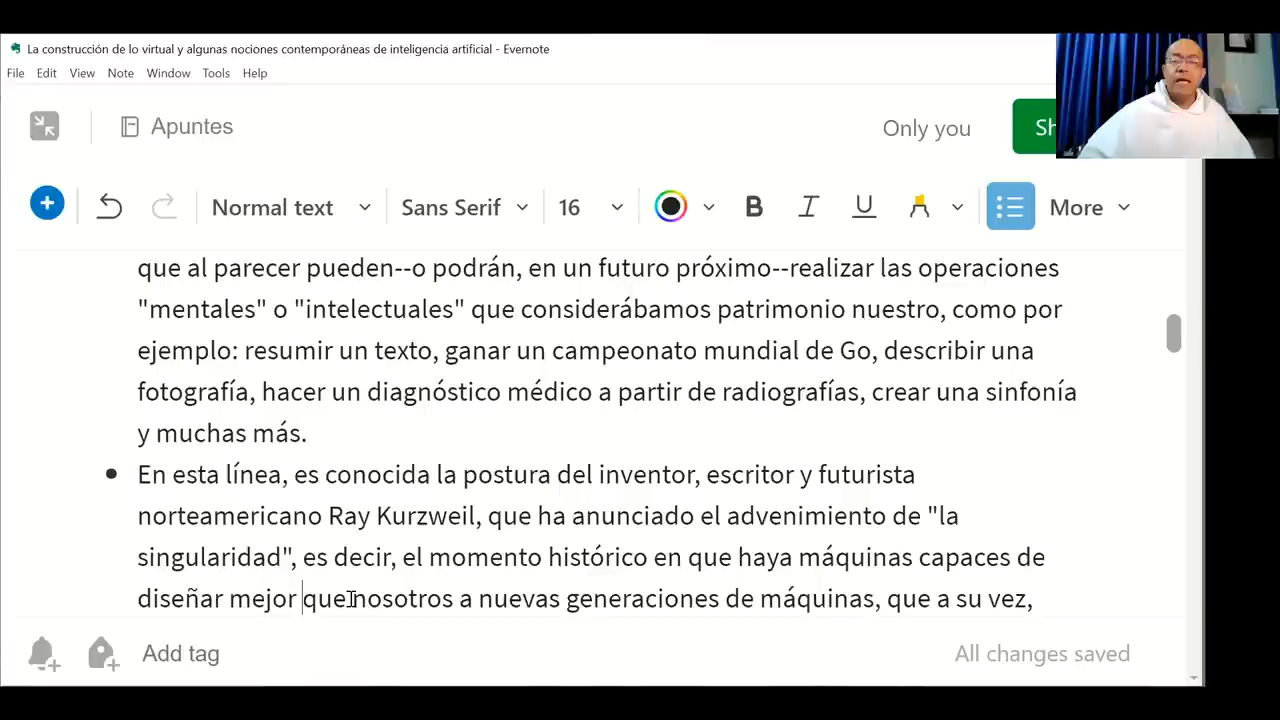 La construcción de lo virtual y algunas nociones contemporáneas de inteligencia artificial - Evernote
File Edit View Note Window Tools Help
Apuntes Only you Sh
Normal text Sans Serif 16 B I U More
que al parecer pueden--o podrán, en un futuro próximo--realizar las operaciones
"mentales" o "intelectuales" que considerábamos patrimonio nuestro, como por
ejemplo: resumir un texto, ganar un campeonato mundial de Go, describir una
fotografía, hacer un diagnóstico médico a partir de radiografías, crear una sinfonía
y muchas más.
• En esta línea, es conocida la postura del inventor, escritor y futurista
norteamericano Ray Kurzweil, que ha anunciado el advenimiento de "la
singularidad", es decir, el momento histórico en que haya máquinas capaces de
diseñar mejor que nosotros a nuevas generaciones de máquinas, que a su vez,
Add tag All changes saved